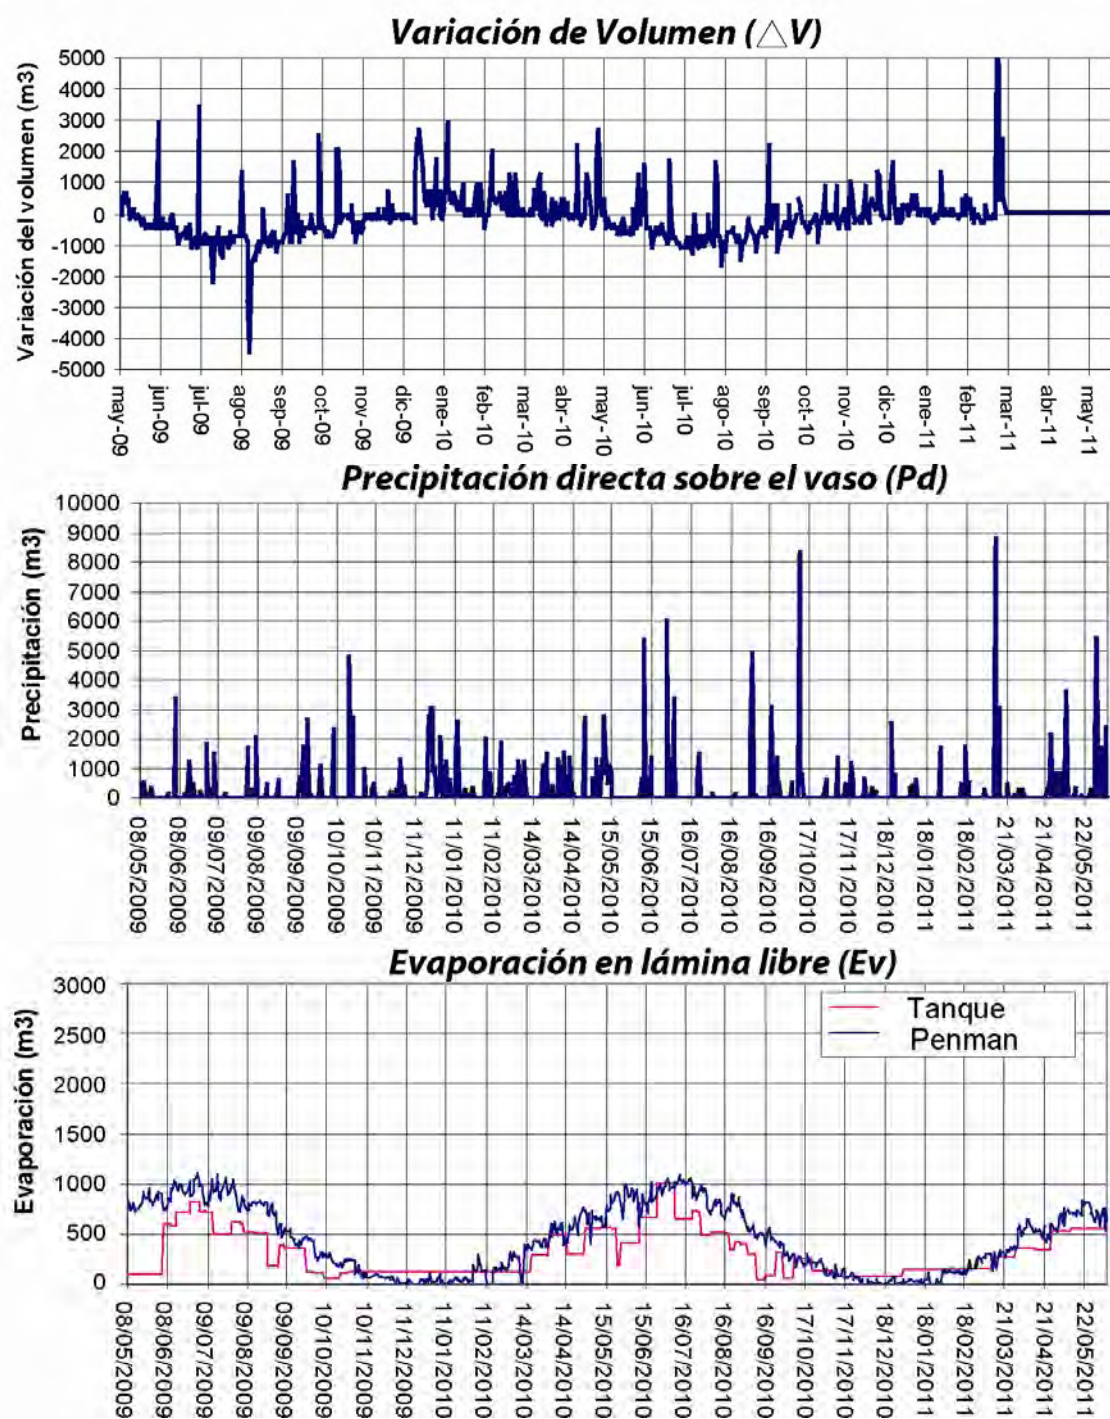 Variación de Volumen (△V)
Variación del volumen (m3)
5000
4000
3000
2000
1000
0
-1000
-2000
-3000
-4000
-5000
may-09
jun-09
jul-09
ago-09
sep-09
oct-09
nov-09
dic-09
ene-10
feb-10
mar-10
abr-10
may-10
jun-10
jul-10
ago-10
sep-10
oct-10
nov-10
dic-10
ene-11
feb-11
mar-11
abr-11
may-11
Precipitación directa sobre el vaso (Pd)
Precipitación (m3)
10000
9000
8000
7000
6000
5000
4000
3000
2000
1000
0
08/05/2009
08/06/2009
09/07/2009
09/08/2009
09/09/2009
10/10/2009
10/11/2009
11/12/2009
11/01/2010
11/02/2010
14/03/2010
14/04/2010
15/05/2010
15/06/2010
16/07/2010
16/08/2010
16/09/2010
17/10/2010
17/11/2010
18/12/2010
18/01/2011
18/02/2011
21/03/2011
21/04/2011
22/05/2011
Evaporación en lámina libre (Ev)
Evaporación (m3)
3000
2500
2000
1500
1000
500
0
Tanque
Penman
08/05/2009
08/06/2009
09/07/2009
09/08/2009
09/09/2009
10/10/2009
10/11/2009
11/12/2009
11/01/2010
11/02/2010
14/03/2010
14/04/2010
15/05/2010
15/06/2010
16/07/2010
16/08/2010
16/09/2010
17/10/2010
17/11/2010
18/12/2010
18/01/2011
18/02/2011
21/03/2011
21/04/2011
22/05/2011